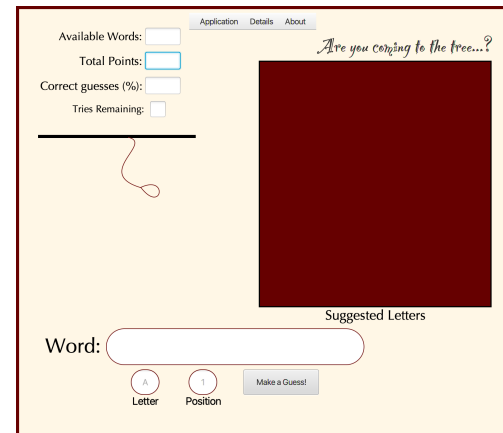 Application Details About
Available Words:
Total Points:
Correct guesses (%):
Tries Remaining:
Are you coming to the tree...?
Suggested Letters
Word:
A 1 Make a Guess!
Letter Position